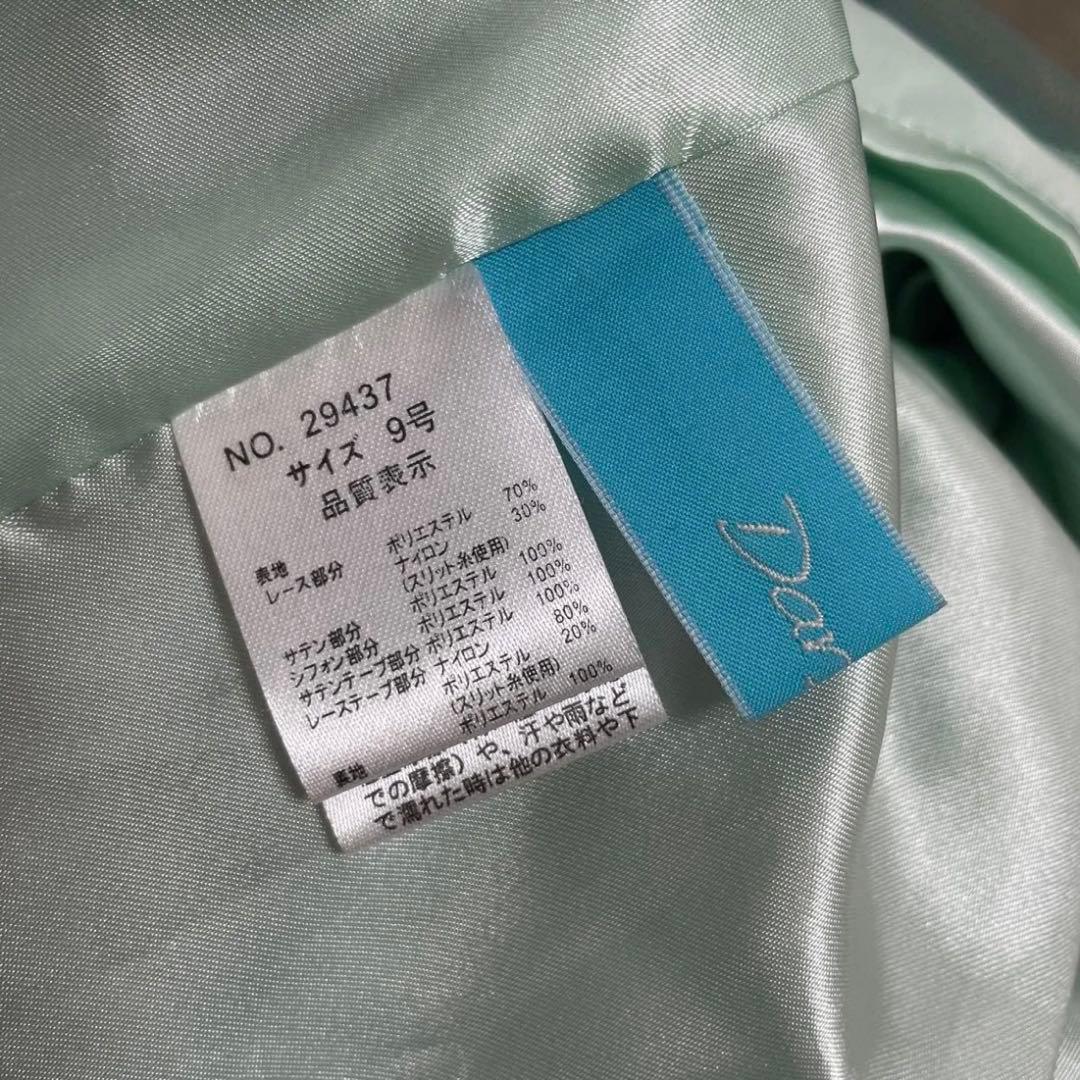 NO. 29437
サイズ 9号
品質表示
表地
レース部分 ポリエステル 70%
ナイロン 30%
(スリット糸使用)
サテン部分 ポリエステル 100%
シフォン部分 ポリエステル 100%
サテンテープ部分 ポリエステル 100%
レーステープ部分 ナイロン 80%
ポリエステル 20%
(スリット糸使用)
裏地 ポリエステル 100%
での摩擦)や、汗や雨など
で濡れた時は他の衣料や下